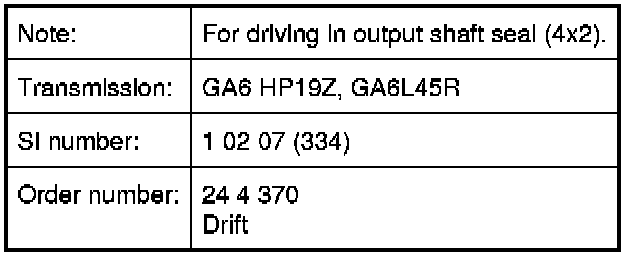 Note: For driving in output shaft seal (4x2).
Transmission: GA6 HP19Z, GA6L45R
SI number: 1 02 07 (334)
Order number: 24 4 370
Drift